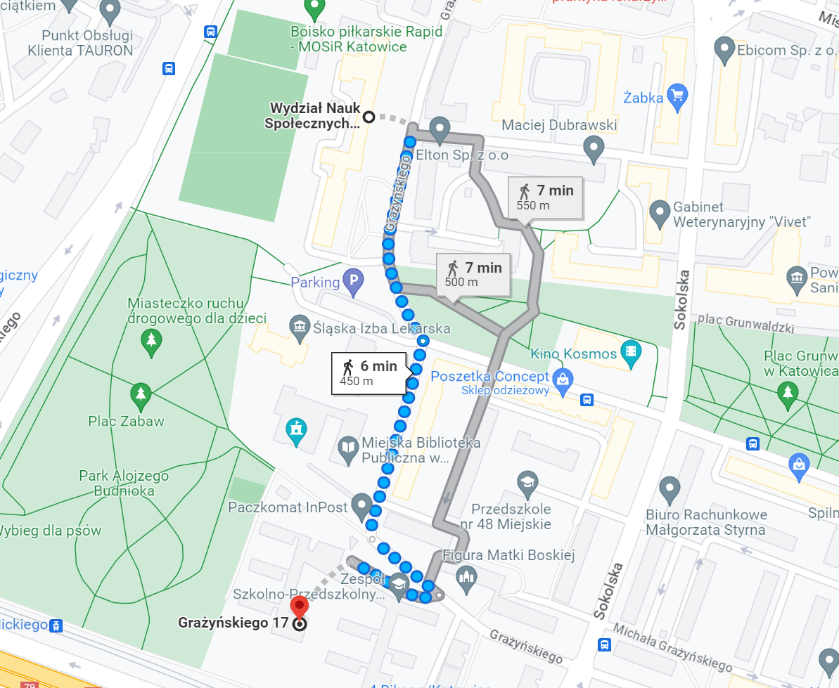 Punkt Obsługi
Klienta TAURON
Boisko piłkarskie Rapid
- MOSiR Katowice
Ebicom Sp. z o.
Żabka
Wydział Nauk
Społecznych...
Maciej Dubrawski
Elton Sp. z o.o
Grażyńskiego
7 min
550 m
Gabinet
Weterynaryjny "Vivet"
7 min
500 m
Parking
Sokolska
plac Grunwaldzki
Miasteczko ruchu
drogowego dla dzieci
Śląska Izba Lekarska
Kino Kosmos
Plac Grunw
w Katowica
6 min
450 m
Poszetka Concept
Sklep odzieżowy
Plac Zabaw
Miejska Biblioteka
Publiczna w...
Park Alojzego
Budnioka
Paczkomat InPost
Przedszkole
nr 48 Miejskie
Biuro Rachunkowe
Małgorzata Styrna
Wybieg dla psów
Figura Matki Boskiej
Zespół
Szkolno-Przedszkolny...
Sokolska
Grażyńskiego 17
Grażyńskiego
Michała Grażyńskiego
79